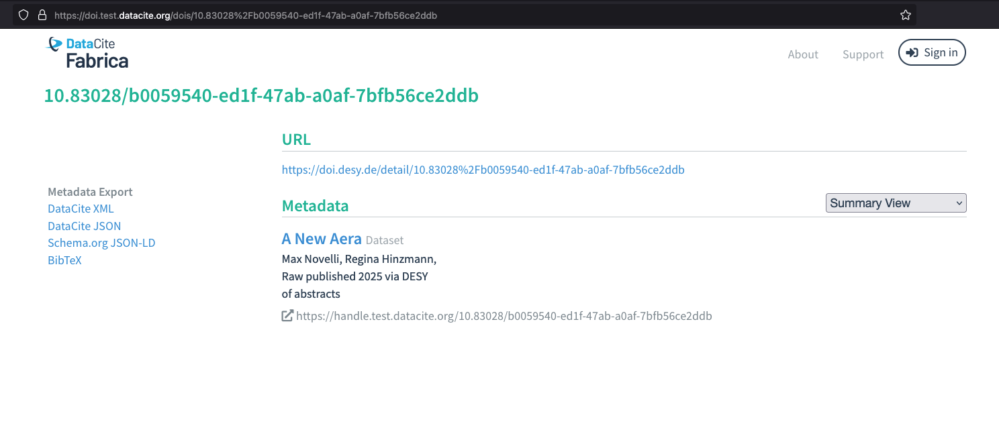 https://doi.test.datacite.org/dois/10.83028%2Fb0059540-ed1f-47ab-a0af-7bfb56ce2ddb
DataCite
Fabrica
About
Support
Sign in
10.83028/b0059540-ed1f-47ab-a0af-7bfb56ce2ddb
URL
https://doi.desy.de/detail/10.83028%2Fb0059540-ed1f-47ab-a0af-7bfb56ce2ddb
Metadata Export
DataCite XML
DataCite JSON
Schema.org JSON-LD
BibTeX
Metadata
Summary View
A New Aera Dataset
Max Novelli, Regina Hinzmann,
Raw published 2025 via DESY
of abstracts
https://handle.test.datacite.org/10.83028/b0059540-ed1f-47ab-a0af-7bfb56ce2ddb